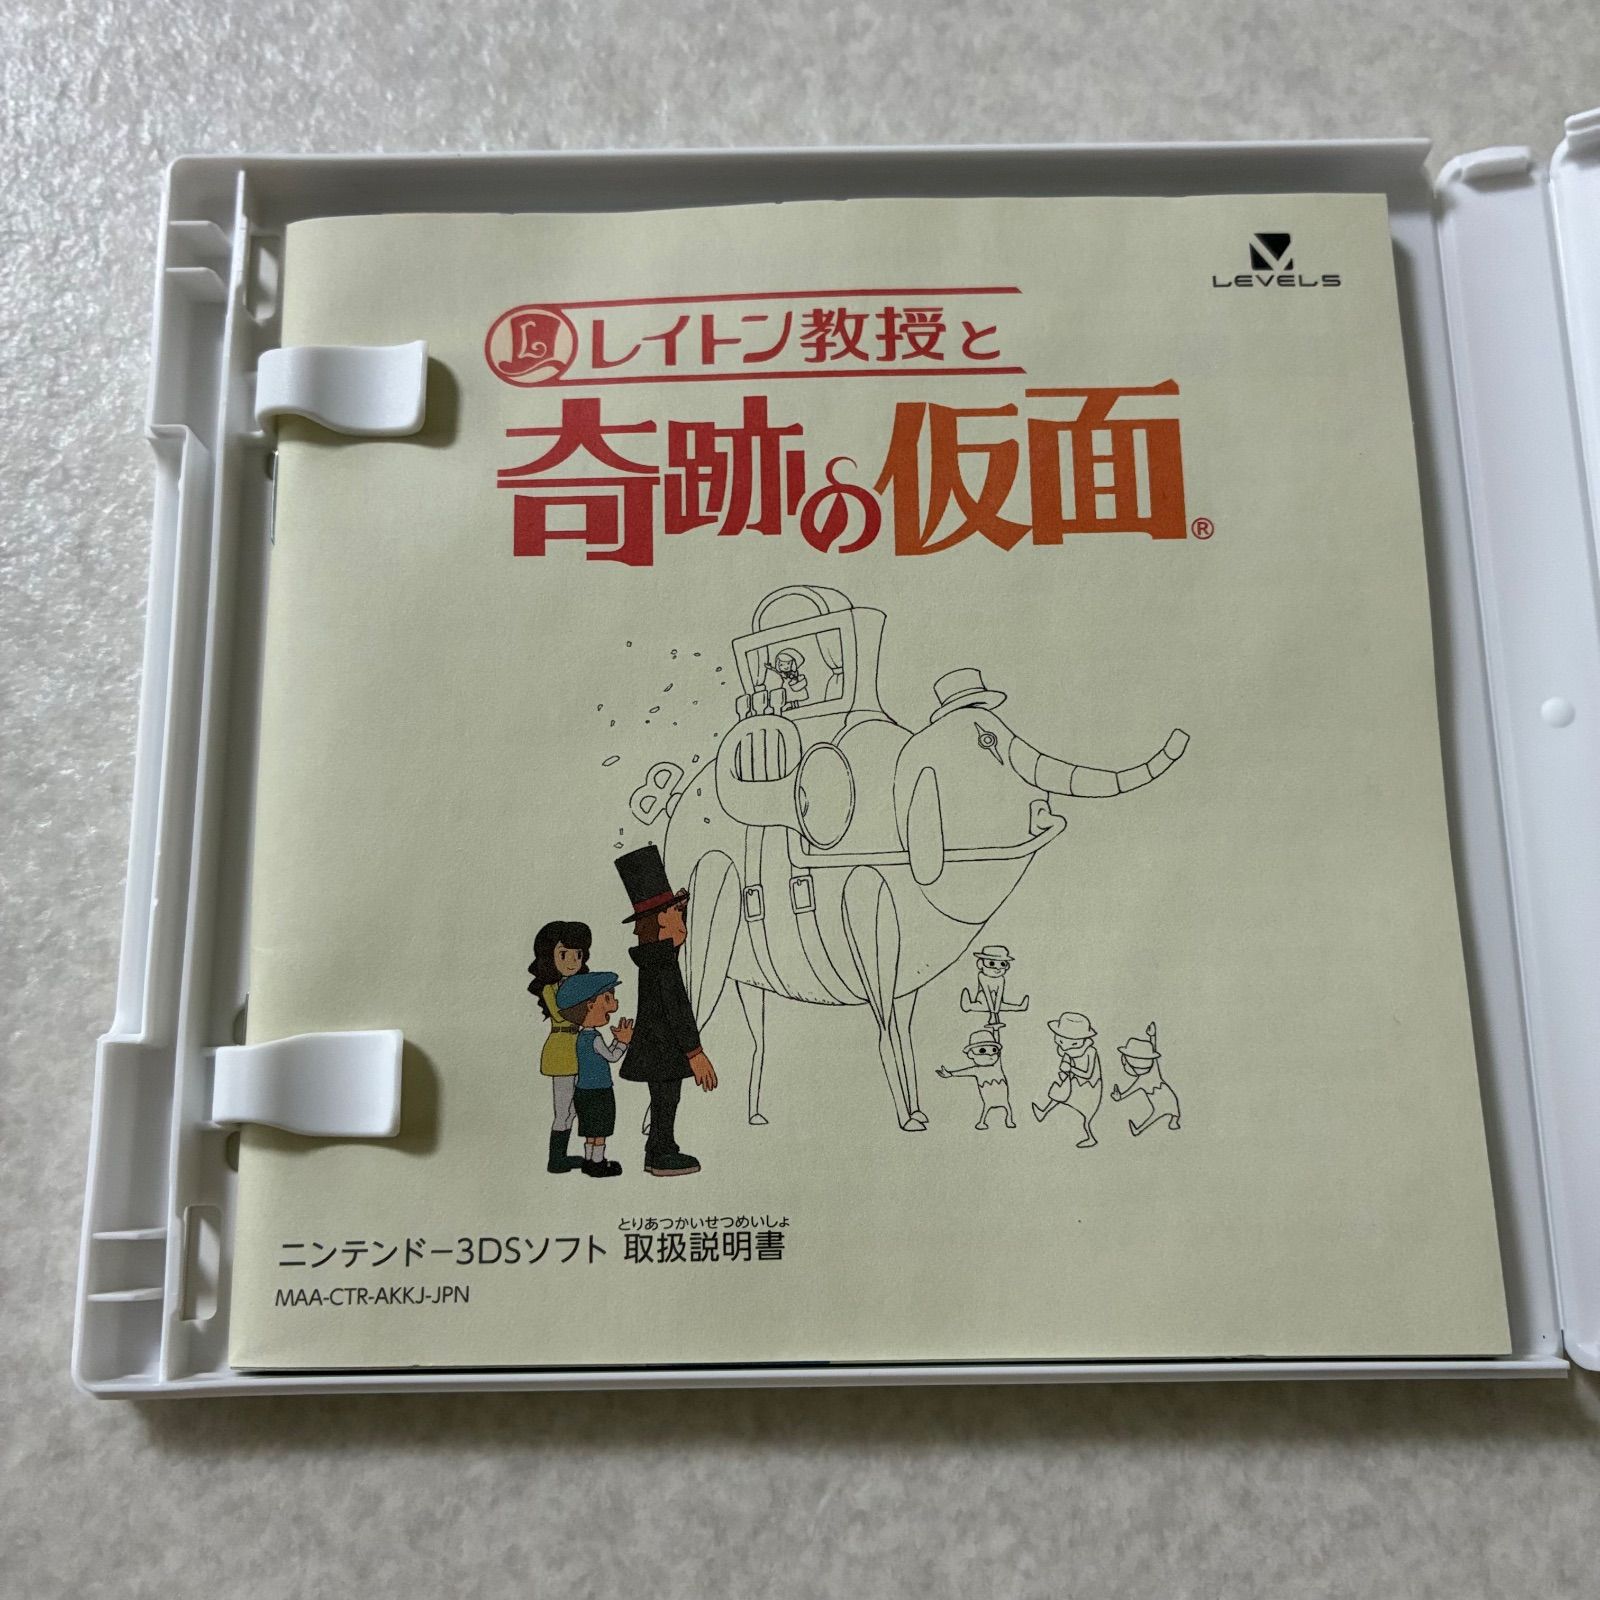 LEVEL5
L レイトン教授と
奇跡の仮面®
とりあつかいせつめいしょ
ニンテンドー3DSソフト 取扱説明書
MAA-CTR-AKKJ-JPN